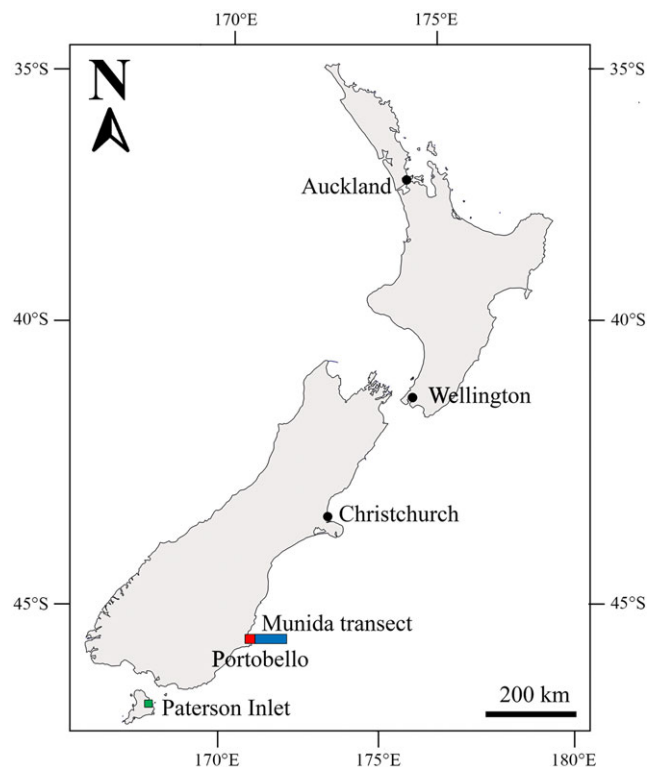 170°E 175°E
35°S 35°S
N
Auckland
40°S 40°S
Wellington
Christchurch
45°S 45°S
Munida transect
Portobello
200 km
Paterson Inlet
170°E 175°E 180°E